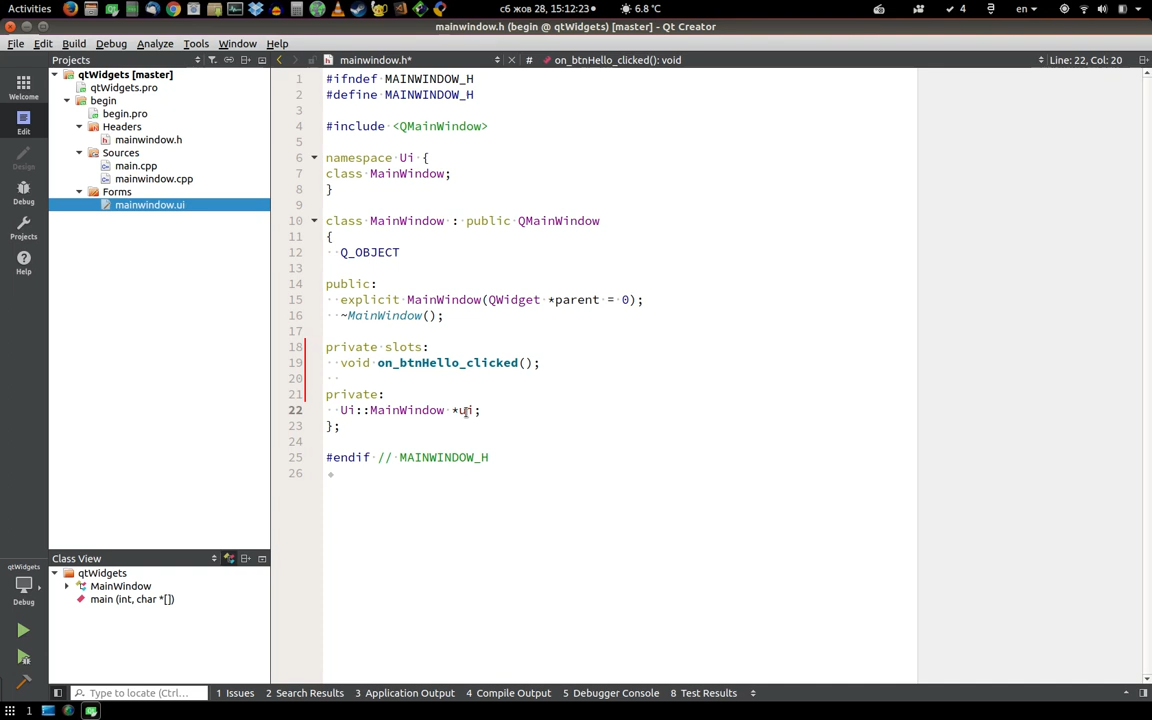 Activities
сб жов 28, 15:12:23
6.8 °C
4
en
mainwindow.h (begin @ qtWidgets) [master] - Qt Creator
File Edit Build Debug Analyze Tools Window Help
Projects
mainwindow.h*
#
on_btnHello_clicked(): void
Line: 22, Col: 20
Welcome
Edit
Design
Debug
Projects
Help
qtWidgets [master]
qtWidgets.pro
begin
begin.pro
Headers
mainwindow.h
Sources
main.cpp
mainwindow.cpp
Forms
mainwindow.ui
1 #ifndef MAINWINDOW_H
2 #define MAINWINDOW_H
3
4 #include <QMainWindow>
5
6 namespace Ui {
7 class MainWindow;
8 }
9
10 class MainWindow : public QMainWindow
11 {
12 Q_OBJECT
13
14 public:
15 explicit MainWindow(QWidget *parent = 0);
16 ~MainWindow();
17
18 private slots:
19 void on_btnHello_clicked();
20
21 private:
22 Ui::MainWindow *ui;
23 };
24
25 #endif // MAINWINDOW_H
26
Class View
qtWidgets
MainWindow
main (int, char *[])
qtWidgets
Debug
Type to locate (Ctrl...
1 Issues 2 Search Results 3 Application Output 4 Compile Output 5 Debugger Console 8 Test Results
1